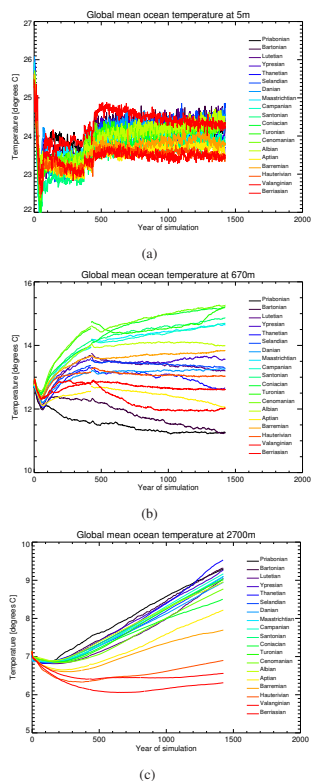 Global mean ocean temperature at 5m
27
26
25
24
23
22
Temperature [degrees C]
0 500 1000 1500 2000
Year of simulation
Priabonian
Bartonian
Lutetian
Ypresian
Thanetian
Selandian
Danian
Maastrichtian
Campanian
Santonian
Coniacian
Turonian
Cenomanian
Albian
Aptian
Barremian
Hauterivian
Valanginian
Berriasian
(a)
Global mean ocean temperature at 670m
16
15
14
13
12
11
10
Temperature [degrees C]
0 500 1000 1500 2000
Year of simulation
Priabonian
Bartonian
Lutetian
Ypresian
Thanetian
Selandian
Danian
Maastrichtian
Campanian
Santonian
Coniacian
Turonian
Cenomanian
Albian
Aptian
Barremian
Hauterivian
Valanginian
Berriasian
(b)
Global mean ocean temperature at 2700m
10
9
8
7
6
5
Temperature [degrees C]
0 500 1000 1500 2000
Year of simulation
Priabonian
Bartonian
Lutetian
Ypresian
Thanetian
Selandian
Danian
Maastrichtian
Campanian
Santonian
Coniacian
Turonian
Cenomanian
Albian
Aptian
Barremian
Hauterivian
Valanginian
Berriasian
(c)